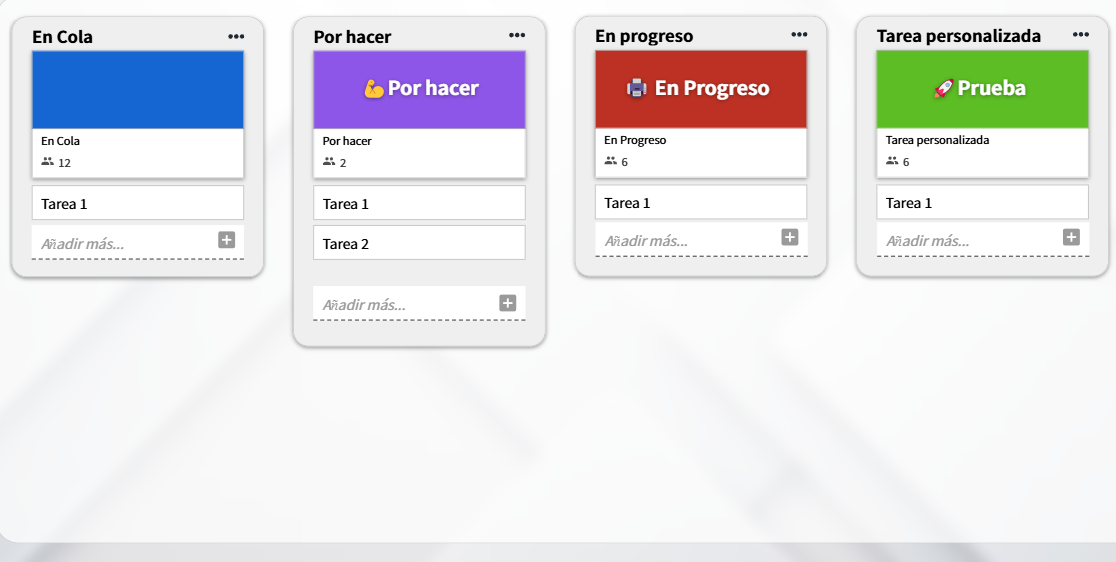 En Cola
En Cola
12
Tarea 1
Añadir más...
Por hacer
Por hacer
Por hacer
2
Tarea 1
Tarea 2
Añadir más...
En progreso
En Progreso
En Progreso
6
Tarea 1
Añadir más...
Tarea personalizada
Prueba
Tarea personalizada
6
Tarea 1
Añadir más...